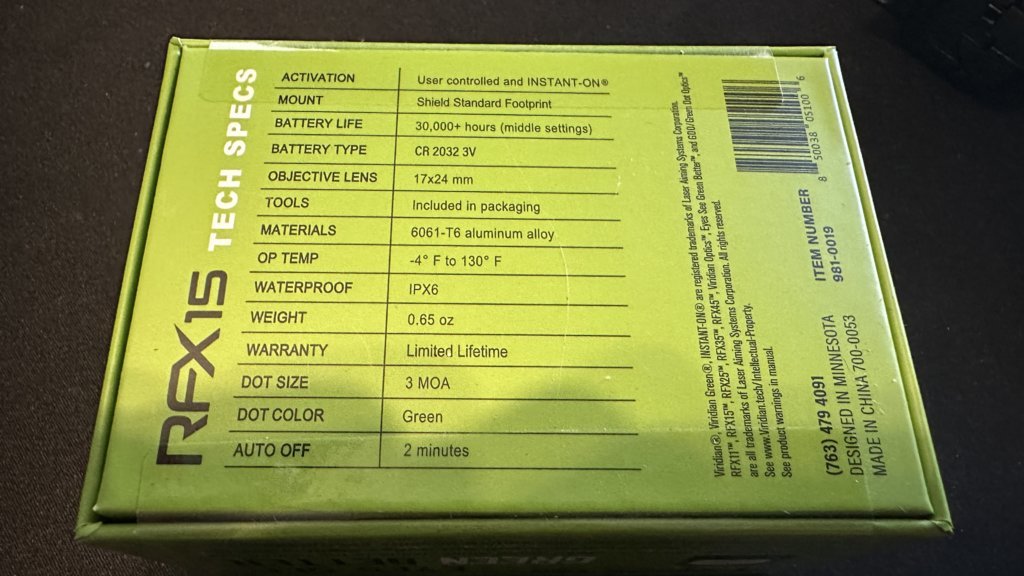 RFX15 TECH SPECS
ACTIVATION User controlled and INSTANT-ON®
MOUNT Shield Standard Footprint
BATTERY LIFE 30,000+ hours (middle settings)
BATTERY TYPE CR 2032 3V
OBJECTIVE LENS 17x24 mm
TOOLS Included in packaging
MATERIALS 6061-T6 aluminum alloy
OP TEMP -4° F to 130° F
WATERPROOF IPX6
WEIGHT 0.65 oz
WARRANTY Limited Lifetime
DOT SIZE 3 MOA
DOT COLOR Green
AUTO OFF 2 minutes
Viridian®, Viridian Green®, INSTANT-ON® are registered trademarks of Laser Aiming Systems Corporation.
RFX11™, RFX15™, RFX25™, RFX35™, RFX45™, Viridian Optics™, Eyes See Green Better™, and GDO/Green Dot Optics™
are all trademarks of Laser Aiming Systems Corporation. All rights reserved.
See www.Viridian.tech/Intellectual-Property.
See product warnings in manual.
8 50038 05100 6
ITEM NUMBER
981-0019
(763) 479 4091
DESIGNED IN MINNESOTA
MADE IN CHINA 700-0053
GREEN